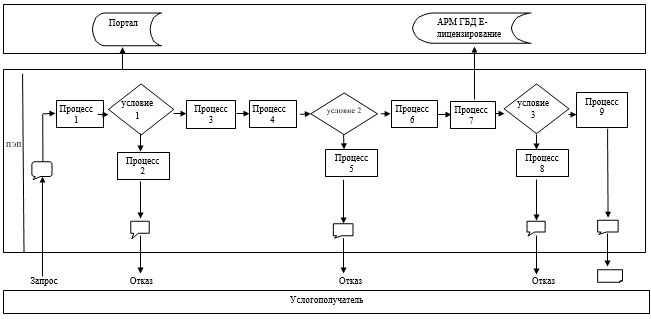 Портал
АРМ ГБД Е-
лицензирование
ПЭП
Процесс
1
условие
1
Процесс
3
Процесс
4
условие 2
Процесс
6
Процесс
7
условие
3
Процесс
9
Процесс
2
Процесс
5
Процесс
8
Запрос
Отказ
Отказ
Отказ
Услогополучатель